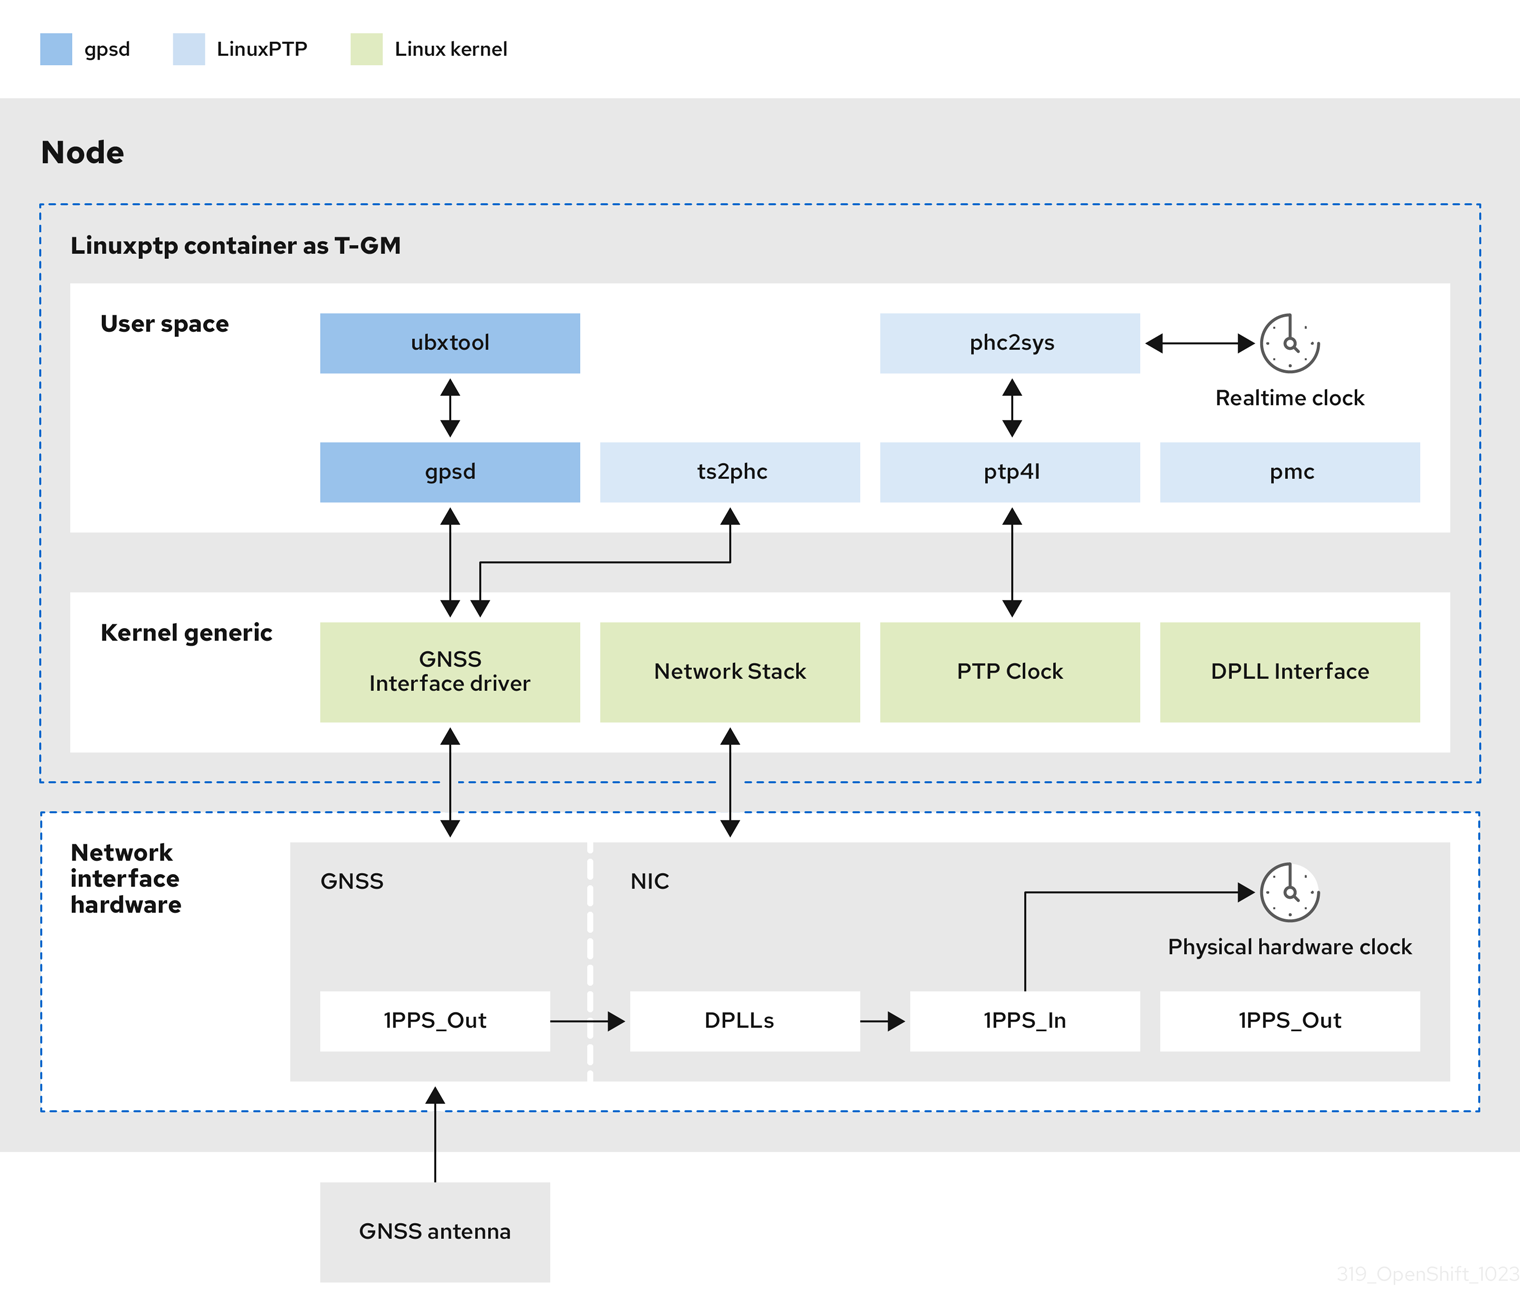 gpsd
LinuxPTP
Linux kernel
Node
Linuxptp container as T-GM
User space
ubxtool
phc2sys
Realtime clock
gpsd
ts2phc
ptp4l
pmc
Kernel generic
GNSS
Interface driver
Network Stack
PTP Clock
DPLL Interface
Network
interface
hardware
GNSS
NIC
Physical hardware clock
1PPS_Out
DPLLs
1PPS_In
1PPS_Out
GNSS antenna
319_OpenShift_1023